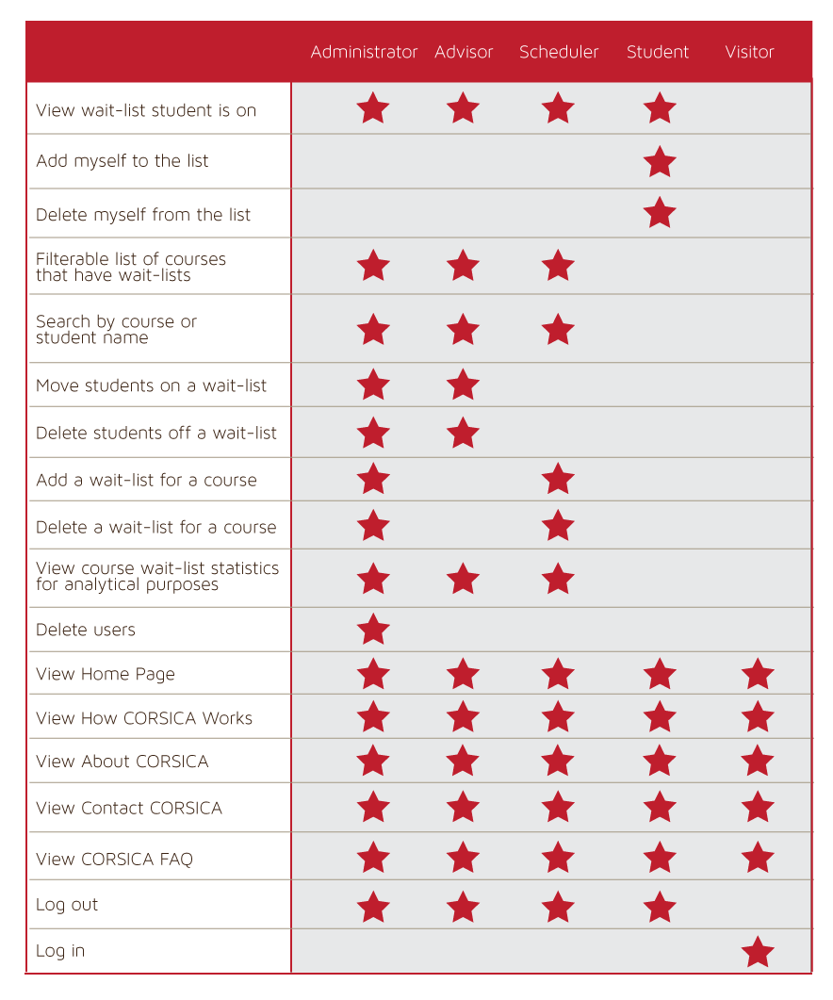 Administrator Advisor Scheduler Student Visitor
View wait-list student is on
Add myself to the list
Delete myself from the list
Filterable list of courses
that have wait-lists
Search by course or
student name
Move students on a wait-list
Delete students off a wait-list
Add a wait-list for a course
Delete a wait-list for a course
View course wait-list statistics
for analytical purposes
Delete users
View Home Page
View How CORSICA Works
View About CORSICA
View Contact CORSICA
View CORSICA FAQ
Log out
Log in